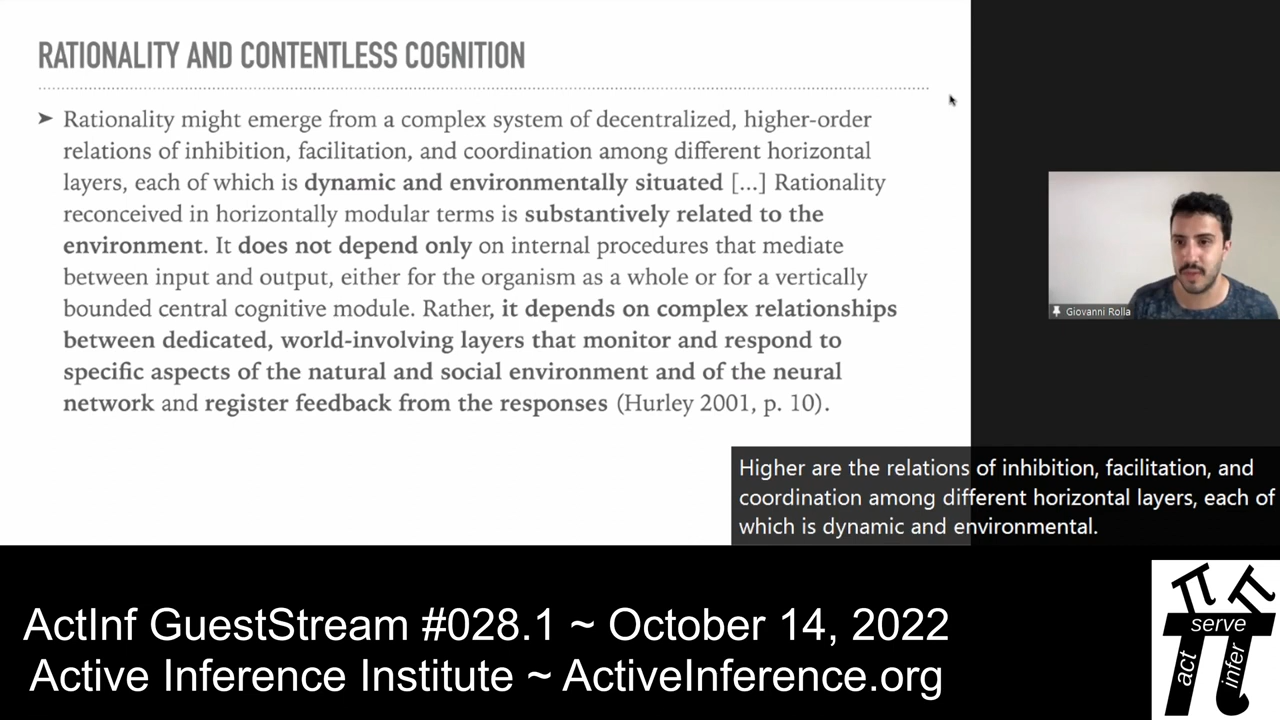 RATIONALITY AND CONTENTLESS COGNITION
➤ Rationality might emerge from a complex system of decentralized, higher-order
relations of inhibition, facilitation, and coordination among different horizontal
layers, each of which is dynamic and environmentally situated [...] Rationality
reconceived in horizontally modular terms is substantively related to the
environment. It does not depend only on internal procedures that mediate
between input and output, either for the organism as a whole or for a vertically
bounded central cognitive module. Rather, it depends on complex relationships
between dedicated, world-involving layers that monitor and respond to
specific aspects of the natural and social environment and of the neural
network and register feedback from the responses (Hurley 2001, p. 10).
Giovanni Rolla
Higher are the relations of inhibition, facilitation, and
coordination among different horizontal layers, each of
which is dynamic and environmental.
ActInf GuestStream #028.1 ~ October 14, 2022
Active Inference Institute ~ ActiveInference.org
serve
act
infer